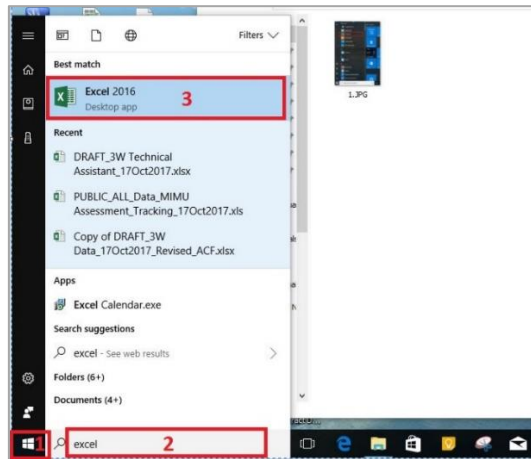 Filters
Best match
Excel 2016
Desktop app
3
Recent
DRAFT_3W Technical
Assistant_17Oct2017.xlsx
PUBLIC_ALL_Data_MIMU
Assessment_Tracking_17Oct2017.xls
Copy of DRAFT_3W
Data_17Oct2017_Revised_ACF.xlsx
Apps
Excel Calendar.exe
Search suggestions
excel - See web results
Folders (6+)
Documents (4+)
1
excel
2
1.JPG